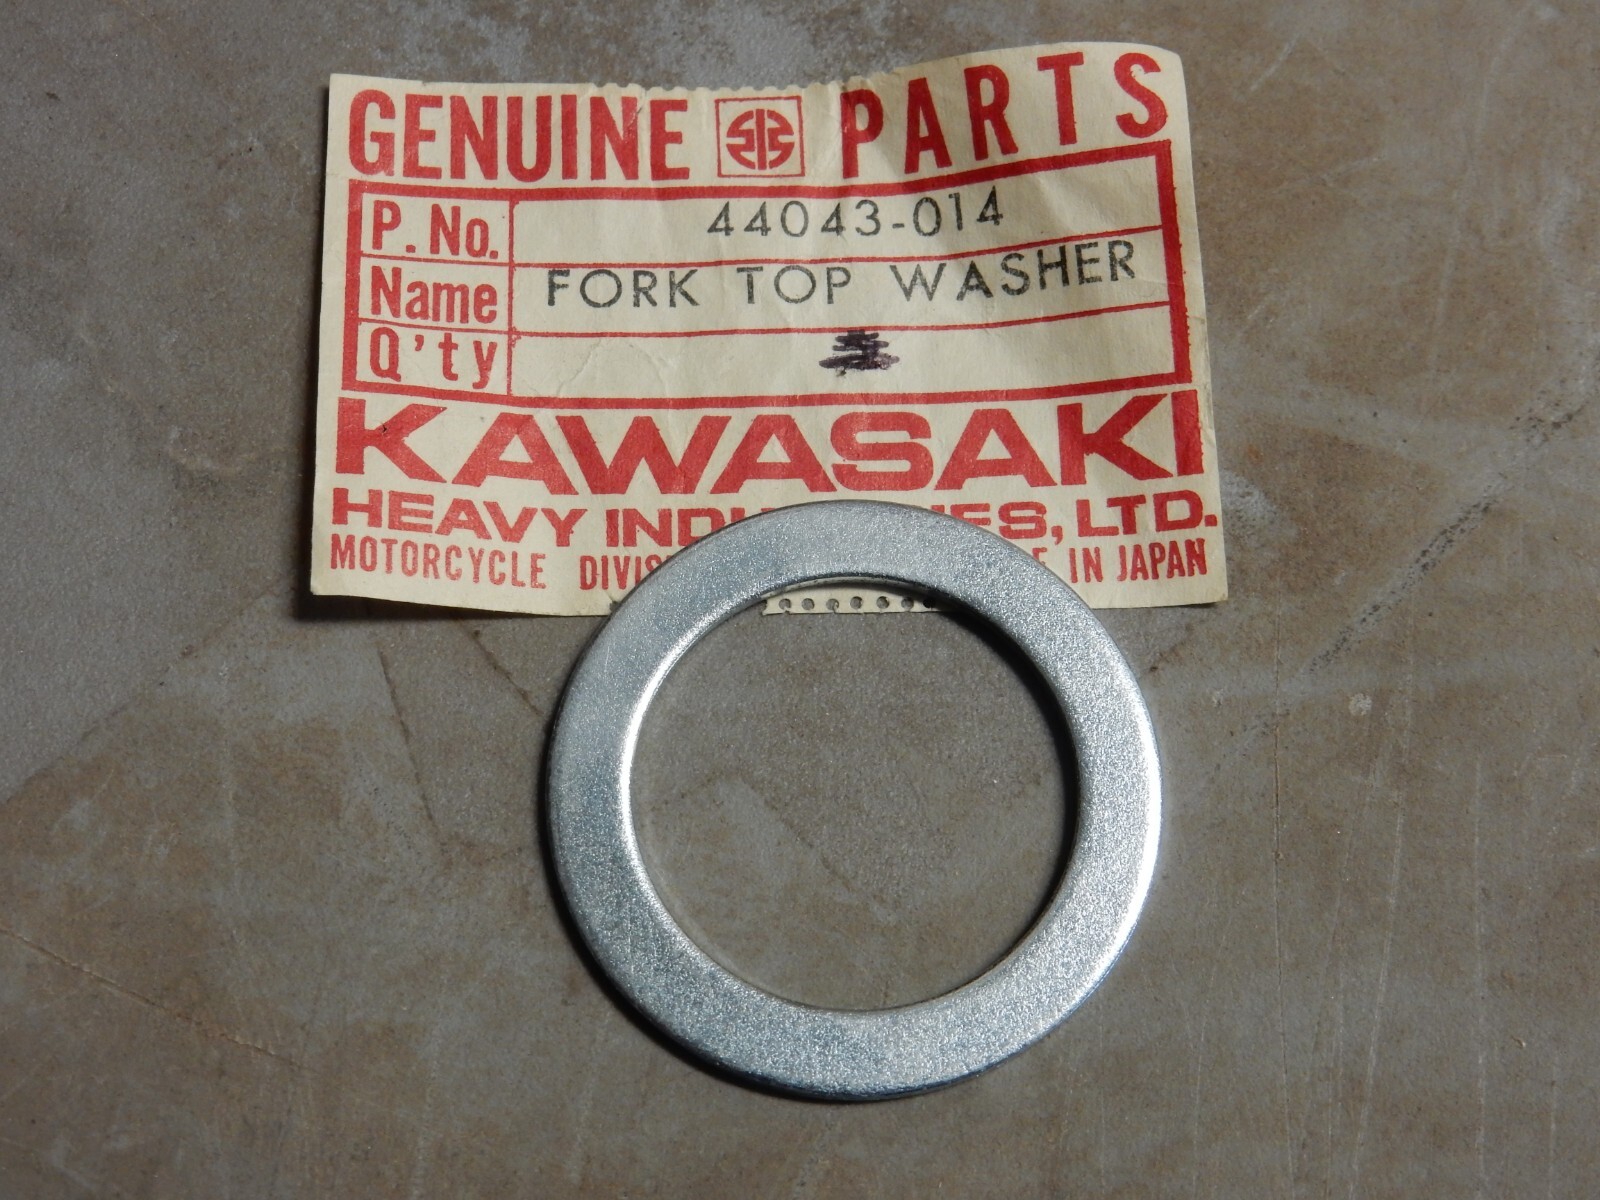 GENUINE PARTS
P. No. 44043-014
Name FORK TOP WASHER
Q'ty
KAWASAKI
HEAVY LTD.
MOTORCYCLE IN JAPAN